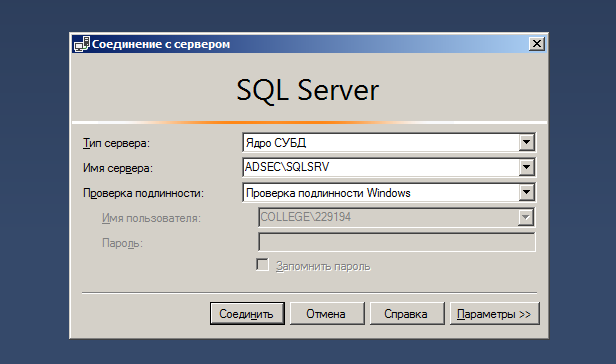 Соединение с сервером
SQL Server
Тип сервера: Ядро СУБД
Имя сервера: ADSEC\SQLSRV
Проверка подлинности: Проверка подлинности Windows
Имя пользователя: COLLEGE\229194
Пароль:
Запомнить пароль
Соединить Отмена Справка Параметры >>